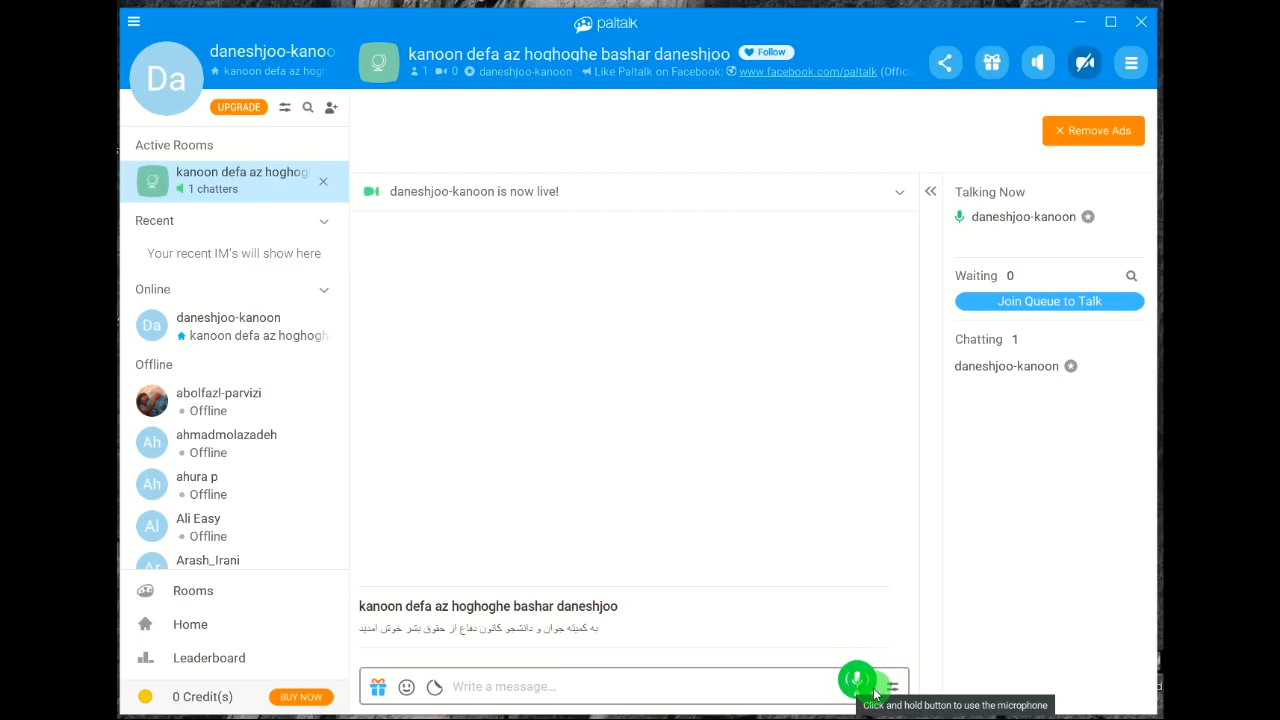 paltalk
Da
daneshjoo-kanoo
kanoon defa az hogh
kanoon defa az hoghoghe bashar daneshjoo
Follow
1 0 daneshjoo-kanoon Like Paltalk on Facebook: www.facebook.com/paltalk (Offic
UPGRADE
Remove Ads
Active Rooms
kanoon defa az hoghog
1 chatters
Recent
Your recent IM's will show here
Online
Da
daneshjoo-kanoon
kanoon defa az hoghogh
Offline
abolfazl-parvizi
Offline
Ah
ahmadmolazadeh
Offline
Ah
ahura p
Offline
Al
Ali Easy
Offline
Arash_Irani
Rooms
Home
Leaderboard
0 Credit(s)
BUY NOW
daneshjoo-kanoon is now live!
kanoon defa az hoghoghe bashar daneshjoo
به کمیته جوان و دانشجو کانون دفاع از حقوق بشر خوش امدید
Write a message...
Click and hold button to use the microphone
Talking Now
daneshjoo-kanoon
Waiting 0
Join Queue to Talk
Chatting 1
daneshjoo-kanoon